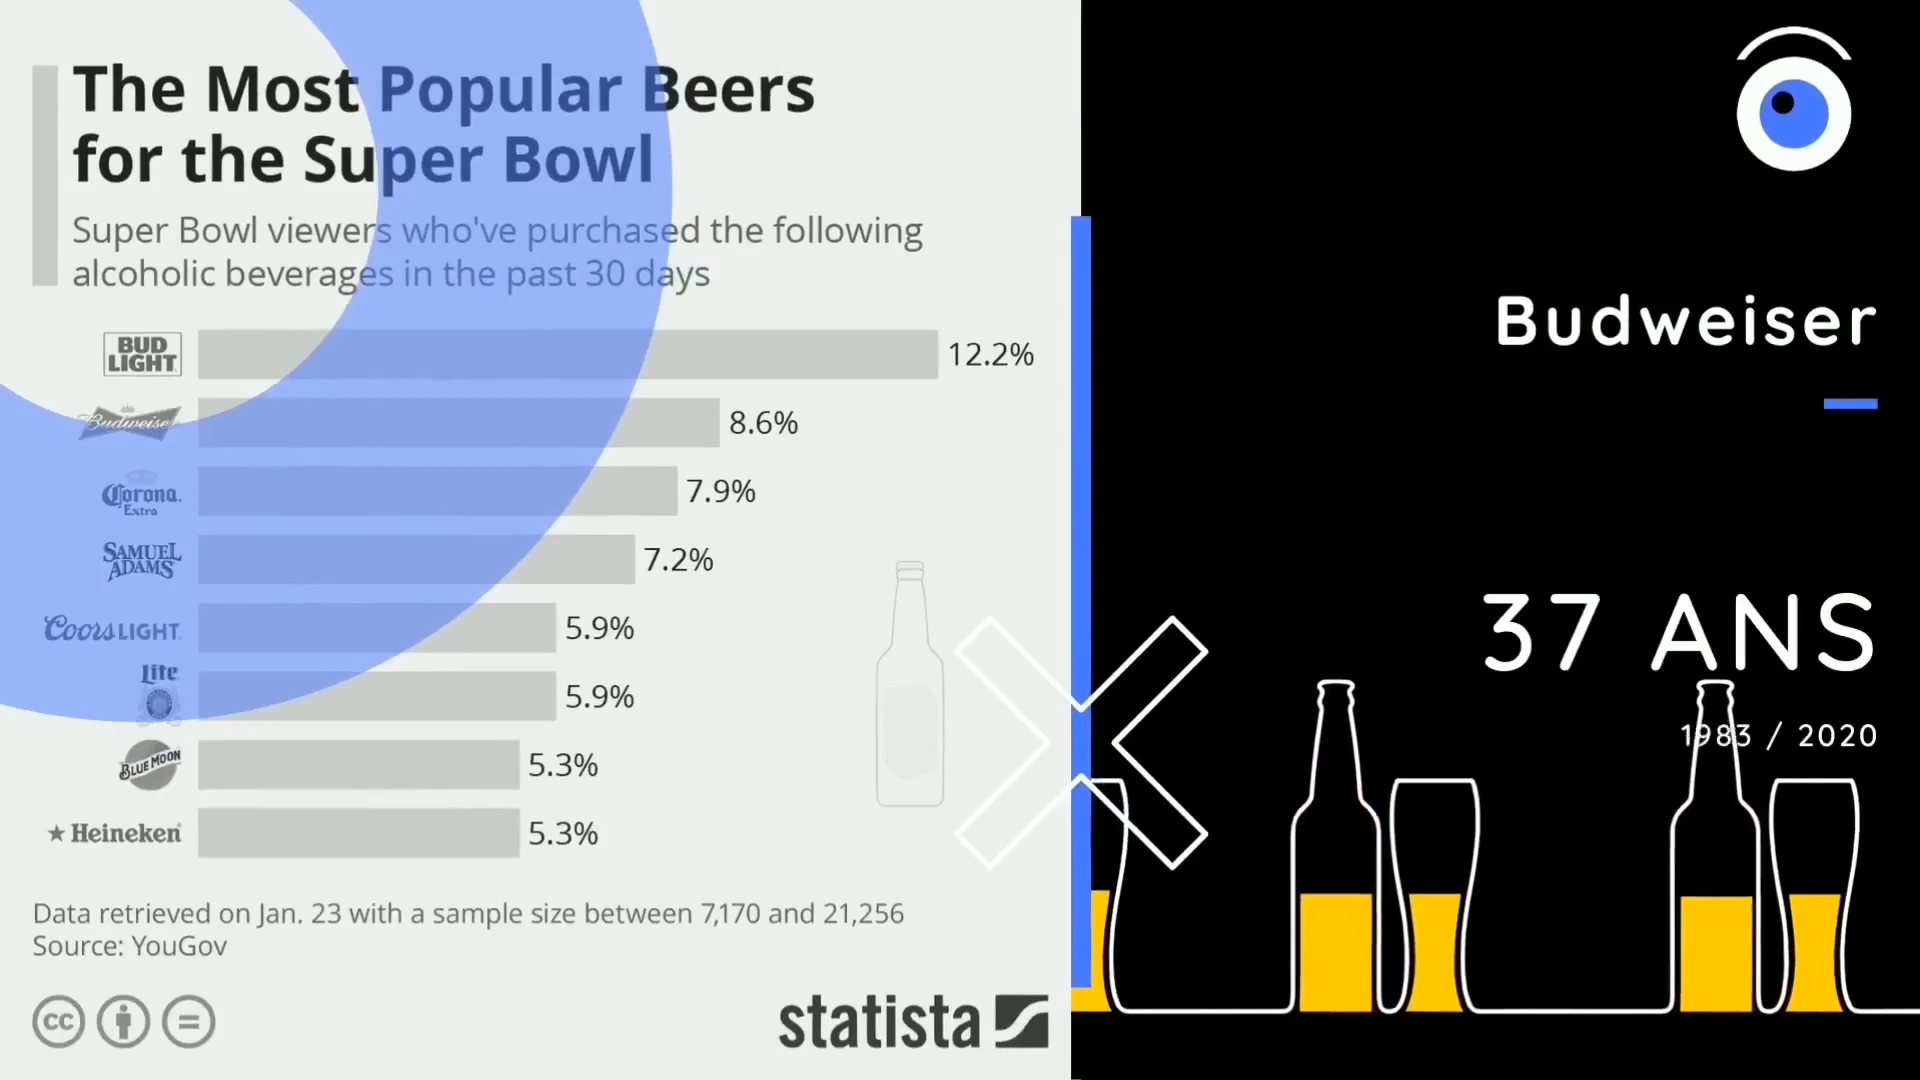 The Most Popular Beers
for the Super Bowl
Super Bowl viewers who've purchased the following
alcoholic beverages in the past 30 days
BUD
LIGHT
12.2%
Budweiser
8.6%
Corona
Extra
7.9%
SAMUEL
ADAMS
7.2%
Coors LIGHT
5.9%
Lite
5.9%
BLUE MOON
5.3%
Heineken
5.3%
Data retrieved on Jan. 23 with a sample size between 7,170 and 21,256
Source: YouGov
cc
statista
Budweiser
37 ANS
1983 / 2020